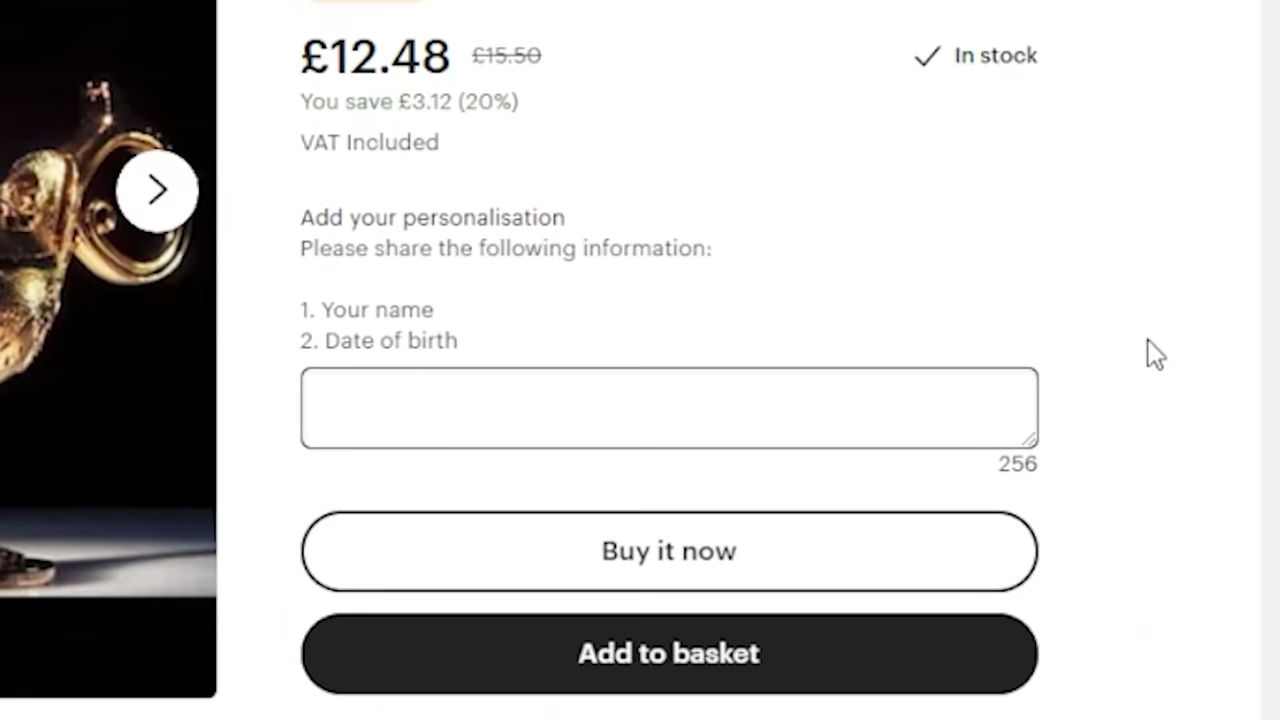 £12.48 £15.50
In stock
You save £3.12 (20%)
VAT Included
Add your personalisation
Please share the following information:
1. Your name
2. Date of birth
256
Buy it now
Add to basket